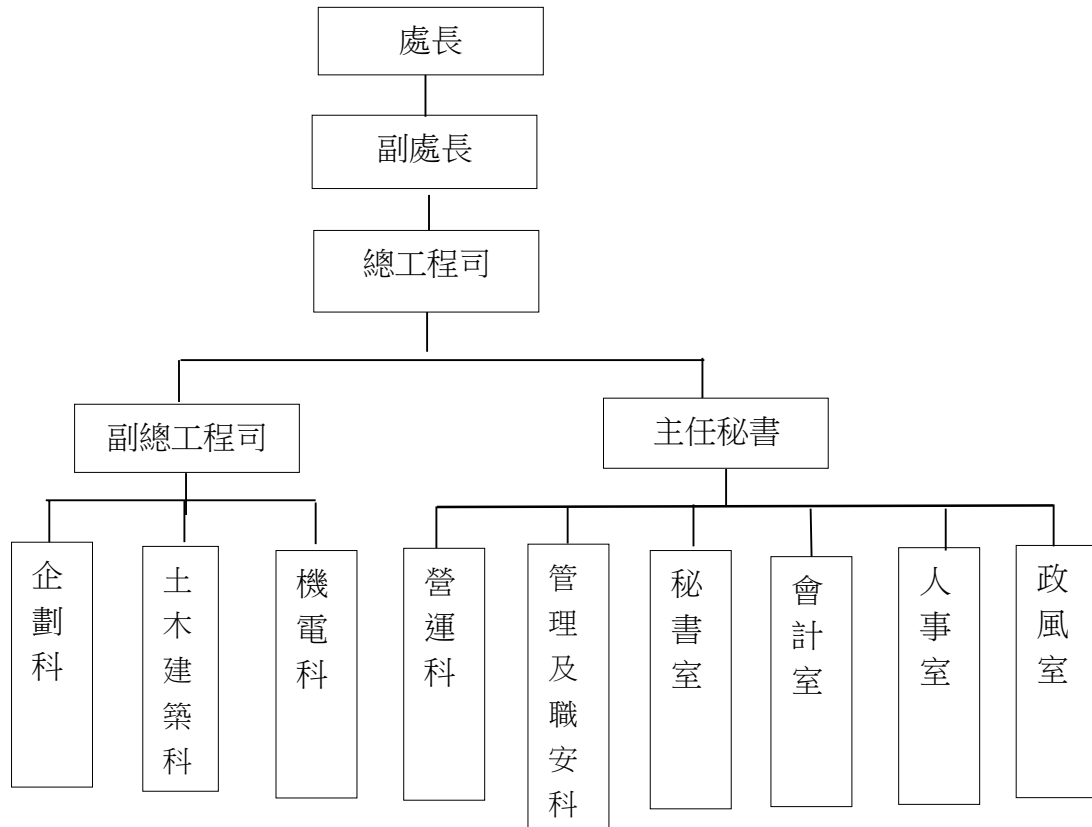 處長
副處長
總工程司
副總工程司
主任秘書
企劃科
土木建築科
機電科
營運科
管理及職安科
秘書室
會計室
人事室
政風室